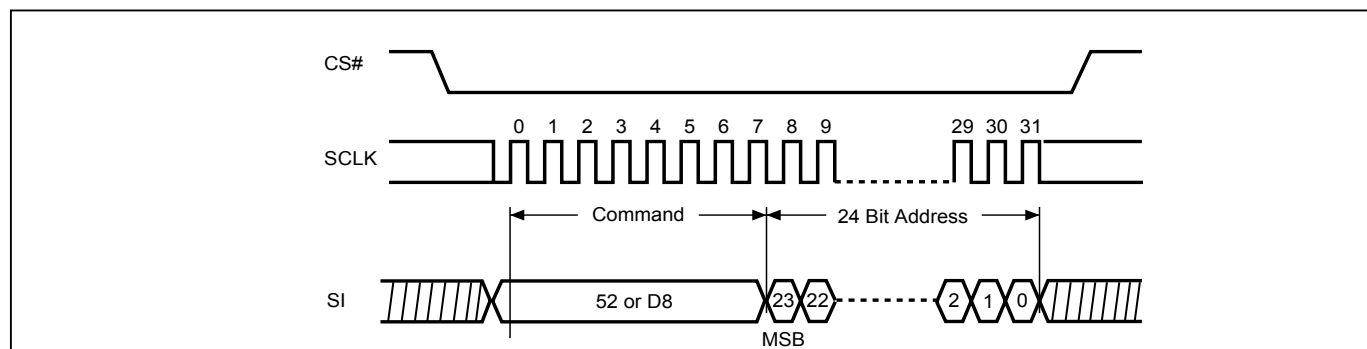 CS#
0 1 2 3 4 5 6 7 8 9 29 30 31
SCLK
Command 24 Bit Address
SI 52 or D8 23 22 2 1 0
MSB